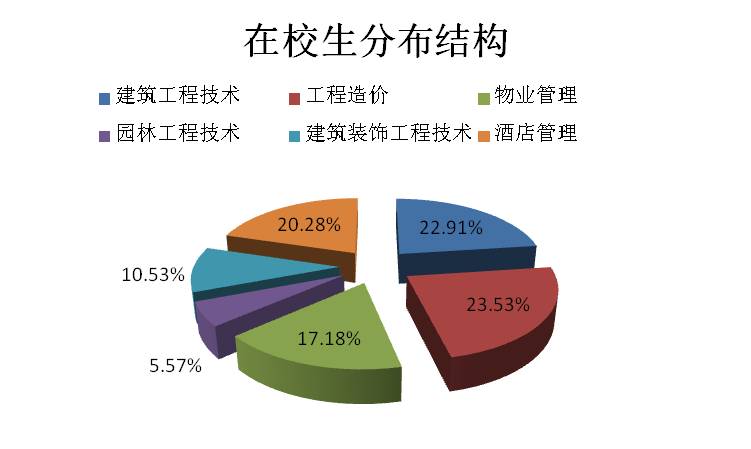 在校生分布结构
建筑工程技术 工程造价 物业管理
园林工程技术 建筑装饰工程技术 酒店管理
20.28% 22.91%
10.53%
23.53%
17.18%
5.57%